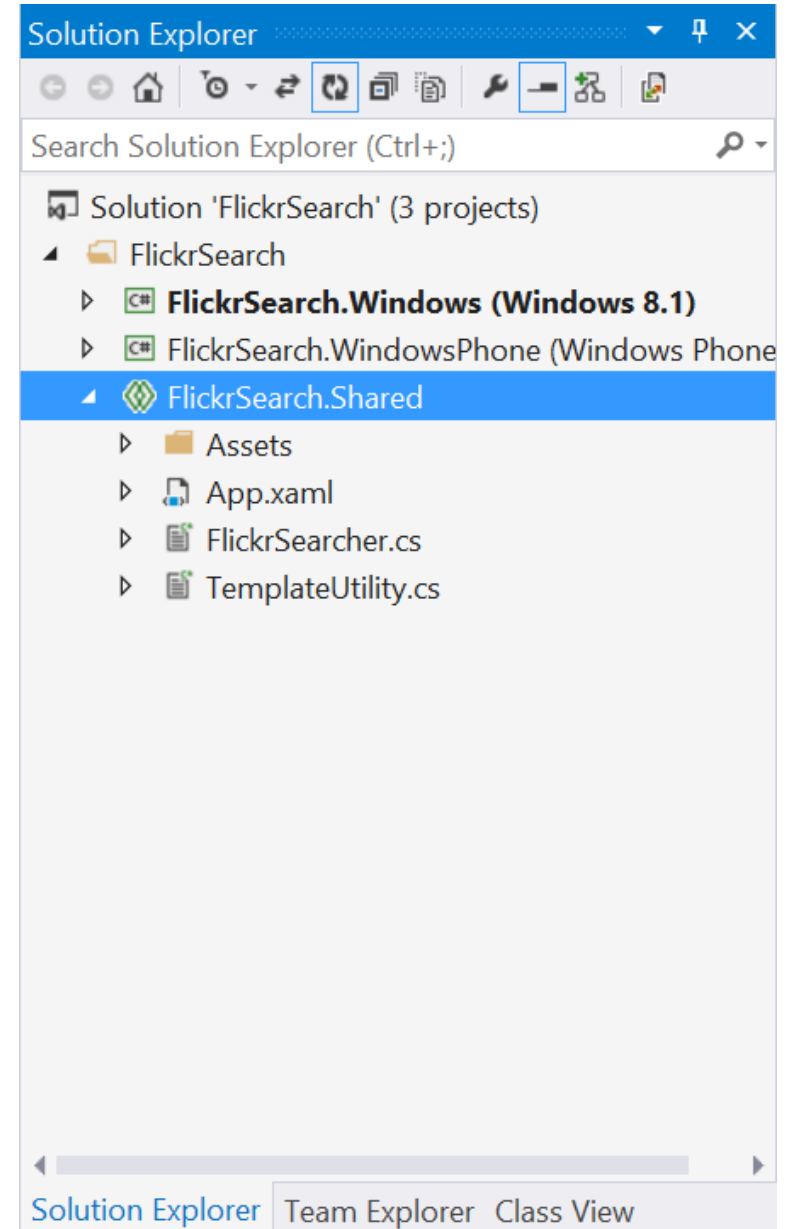 Solution Explorer
Search Solution Explorer (Ctrl+;)
Solution 'FlickrSearch' (3 projects)
FlickrSearch
C# FlickrSearch.Windows (Windows 8.1)
C# FlickrSearch.WindowsPhone (Windows Phone
FlickrSearch.Shared
Assets
App.xaml
FlickrSearcher.cs
TemplateUtility.cs
Solution Explorer Team Explorer Class View